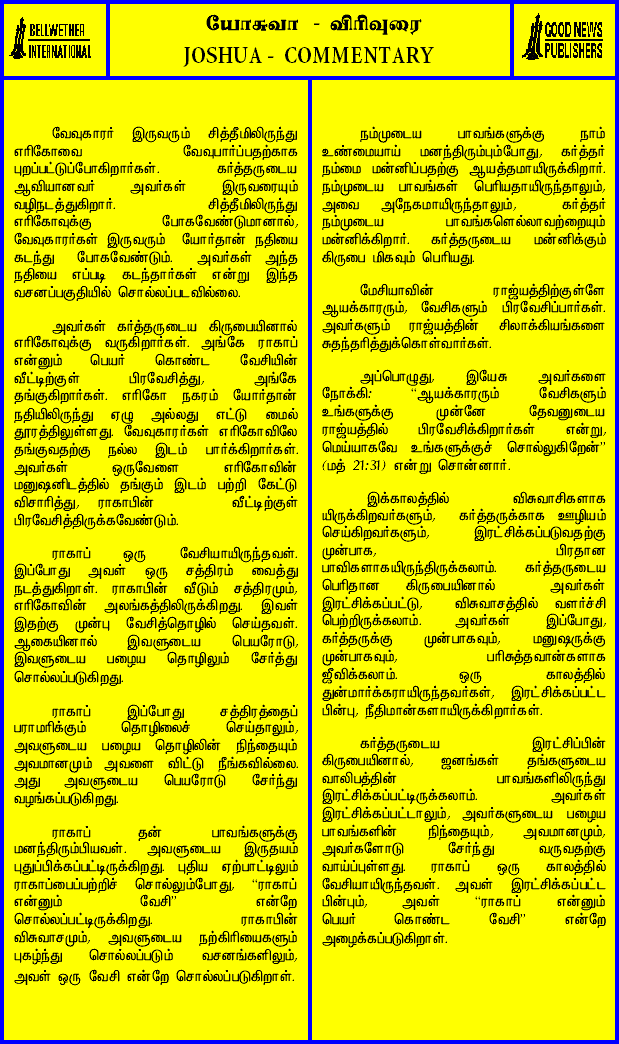 BELLWETHER
INTERNATIONAL
யோசுவா - விரிவுரை
JOSHUA - COMMENTARY
GOOD NEWS
PUBLISHERS
வேவுகாரர் இருவரும் சித்தீமிலிருந்து
எரிகோவை வேவுபார்ப்பதற்காக
புறப்பட்டுப்போகிறார்கள். கர்த்தருடைய
ஆவியானவர் அவர்கள் இருவரையும்
வழிநடத்துகிறார். சித்தீமிலிருந்து
எரிகோவுக்கு போகவேண்டுமானால்,
வேவுகாரர்கள் இருவரும் யோர்தான் நதியை
கடந்து போகவேண்டும். அவர்கள் அந்த
நதியை எப்படி கடந்தார்கள் என்று இந்த
வசனப்பகுதியில் சொல்லப்படவில்லை.
அவர்கள் கர்த்தருடைய கிருபையினால்
எரிகோவுக்கு வருகிறார்கள். அங்கே ராகாப்
என்னும் பெயர் கொண்ட வேசியின்
வீட்டிற்குள் பிரவேசித்து, அங்கே
தங்குகிறார்கள். எரிகோ நகரம் யோர்தான்
நதியிலிருந்து ஏழு அல்லது எட்டு மைல்
தூரத்திலுள்ளது. வேவுகாரர்கள் எரிகோவிலே
தங்குவதற்கு நல்ல இடம் பார்க்கிறார்கள்.
அவர்கள் ஒருவேளை எரிகோவின்
மனுஷனிடத்தில் தங்கும் இடம் பற்றி கேட்டு
விசாரித்து, ராகாபின் வீட்டிற்குள்
பிரவேசித்திருக்கவேண்டும்.
ராகாப் ஒரு வேசியாயிருந்தவள்.
இப்போது அவள் ஒரு சத்திரம் வைத்து
நடத்துகிறாள். ராகாபின் வீடும் சத்திரமும்,
எரிகோவின் அலங்கத்திலிருக்கிறது. இவள்
இதற்கு முன்பு வேசித்தொழில் செய்தவள்.
ஆகையினால் இவளுடைய பெயரோடு,
இவளுடைய பழைய தொழிலும் சேர்த்து
சொல்லப்படுகிறது.
ராகாப் இப்போது சத்திரத்தைப்
பராமரிக்கும் தொழிலைச் செய்தாலும்,
அவளுடைய பழைய தொழிலின் நிந்தையும்
அவமானமும் அவளை விட்டு நீங்கவில்லை.
அது அவளுடைய பெயரோடு சேர்ந்து
வழங்கப்படுகிறது.
ராகாப் தன் பாவங்களுக்கு
மனந்திரும்பியவள். அவளுடைய இருதயம்
புதுப்பிக்கப்பட்டிருக்கிறது. புதிய ஏற்பாட்டிலும்
ராகாப்பைப்பற்றிச் சொல்லும்போது, “ராகாப்
என்னும் வேசி” என்றே
சொல்லப்பட்டிருக்கிறது. ராகாபின்
விசுவாசமும், அவளுடைய நற்கிரியைகளும்
புகழ்ந்து சொல்லப்படும் வசனங்களிலும்,
அவள் ஒரு வேசி என்றே சொல்லப்படுகிறாள்.
நம்முடைய பாவங்களுக்கு நாம்
உண்மையாய் மனந்திரும்பும்போது, கர்த்தர்
நம்மை மன்னிப்பதற்கு ஆயத்தமாயிருக்கிறார்.
நம்முடைய பாவங்கள் பெரியதாயிருந்தாலும்,
அவை அநேகமாயிருந்தாலும், கர்த்தர்
நம்முடைய பாவங்களெல்லாவற்றையும்
மன்னிக்கிறார். கர்த்தருடைய மன்னிக்கும்
கிருபை மிகவும் பெரியது.
மேசியாவின் ராஜ்யத்திற்குள்ளே
ஆயக்காரரும், வேசிகளும் பிரவேசிப்பார்கள்.
அவர்களும் ராஜ்யத்தின் சிலாக்கியங்களை
சுதந்தரித்துக்கொள்வார்கள்.
அப்பொழுது, இயேசு அவர்களை
நோக்கி: “ஆயக்காரரும் வேசிகளும்
உங்களுக்கு முன்னே தேவனுடைய
ராஜ்யத்தில் பிரவேசிக்கிறார்கள் என்று,
மெய்யாகவே உங்களுக்குச் சொல்லுகிறேன்”
(மத் 21:31) என்று சொன்னார்.
இக்காலத்தில் விசுவாசிகளாக
யிருக்கிறவர்களும், கர்த்தருக்காக ஊழியம்
செய்கிறவர்களும், இரட்சிக்கப்படுவதற்கு
முன்பாக, பிரதான
பாவிகளாகயிருந்திருக்கலாம். கர்த்தருடைய
பெரிதான கிருபையினால் அவர்கள்
இரட்சிக்கப்பட்டு, விசுவாசத்தில் வளர்ச்சி
பெற்றிருக்கலாம். அவர்கள் இப்போது,
கர்த்தருக்கு முன்பாகவும், மனுஷருக்கு
முன்பாகவும், பரிசுத்தவான்களாக
ஜீவிக்கலாம். ஒரு காலத்தில்
துன்மார்க்கராயிருந்தவர்கள், இரட்சிக்கப்பட்ட
பின்பு, நீதிமான்களாயிருக்கிறார்கள்.
கர்த்தருடைய இரட்சிப்பின்
கிருபையினால், ஜனங்கள் தங்களுடைய
வாலிபத்தின் பாவங்களிலிருந்து
இரட்சிக்கப்பட்டிருக்கலாம். அவர்கள்
இரட்சிக்கப்பட்டாலும், அவர்களுடைய பழைய
பாவங்களின் நிந்தையும், அவமானமும்,
அவர்களோடு சேர்ந்து வருவதற்கு
வாய்ப்புள்ளது. ராகாப் ஒரு காலத்தில்
வேசியாயிருந்தவள். அவள் இரட்சிக்கப்பட்ட
பின்பும், அவள் “ராகாப் என்னும்
பெயர் கொண்ட வேசி” என்றே
அழைக்கப்படுகிறாள்.